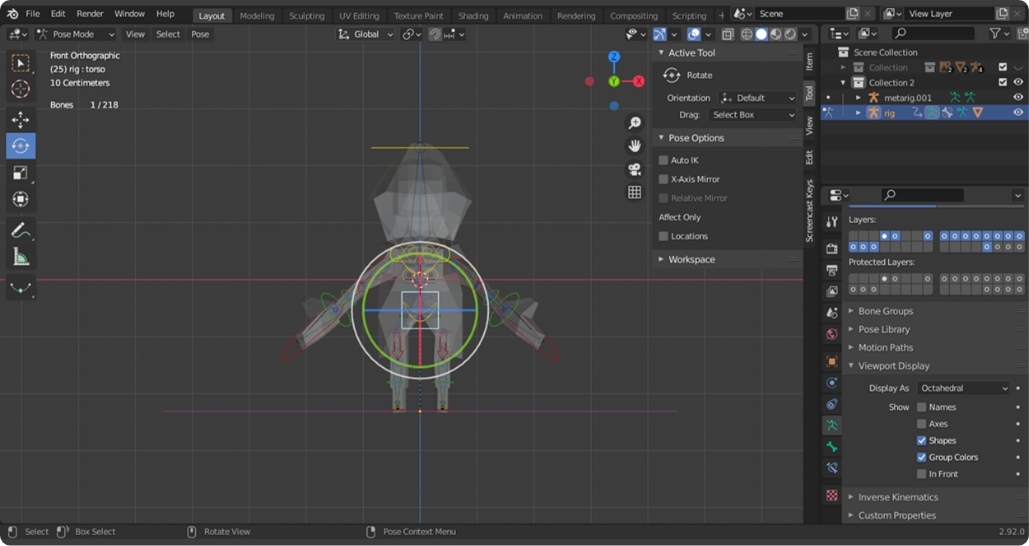 File Edit Render Window Help Layout Modeling Sculpting UV Editing Texture Paint Shading Animation Rendering Compositing Scripting + Scene View Layer
Pose Mode View Select Pose Global
Front Orthographic
(25) rig : torso
10 Centimeters
Bones 1 / 218
Z
Y
X
Active Tool
Rotate
Orientation Default
Drag: Select Box
Pose Options
Auto IK
X-Axis Mirror
Relative Mirror
Affect Only
Locations
Workspace
Item
Tool
View
Edit
Screencast Keys
Scene Collection
Collection
Collection 2
metarig.001
rig
Layers:
Protected Layers:
Bone Groups
Pose Library
Motion Paths
Viewport Display
Display As Octahedral
Show Names
Axes
Shapes
Group Colors
In Front
Inverse Kinematics
Custom Properties
Select Box Select Rotate View Pose Context Menu 2.92.0